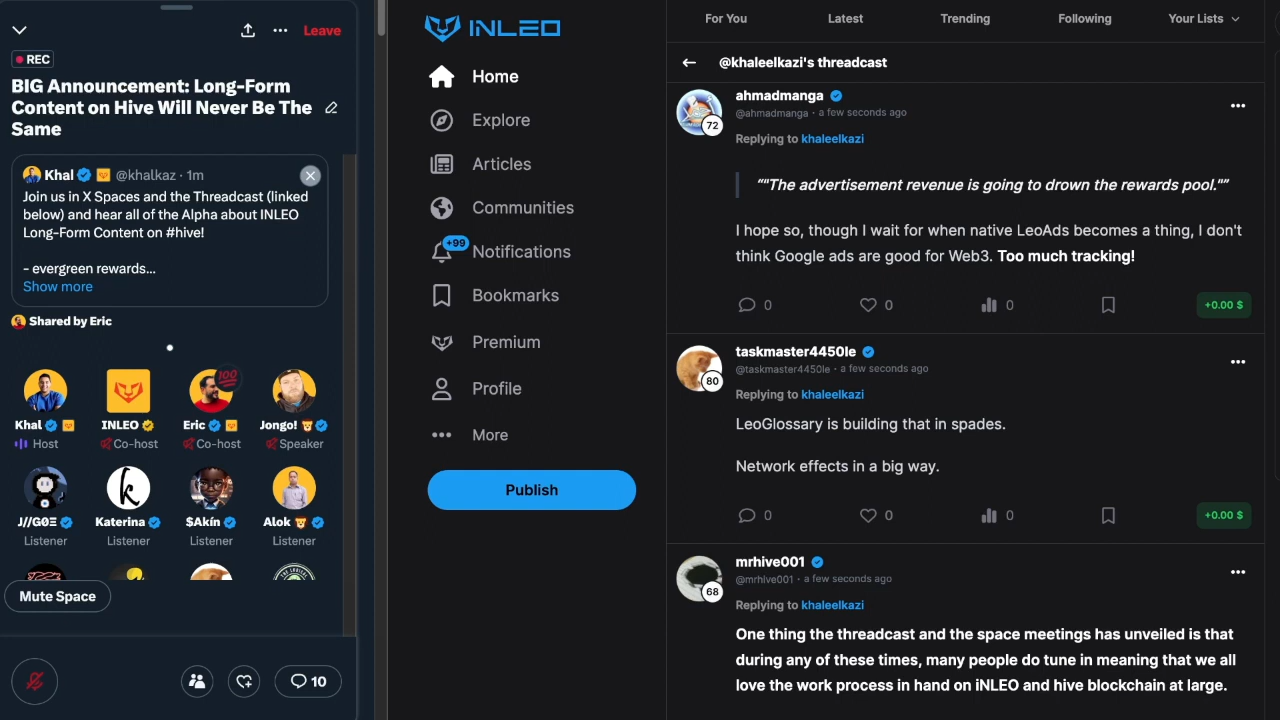 Leave
REC
BIG Announcement: Long-Form
Content on Hive Will Never Be The
Same
Khal @khalkaz · 1m
Join us in X Spaces and the Threadcast (linked
below) and hear all of the Alpha about INLEO
Long-Form Content on #hive!
- evergreen rewards...
Show more
Shared by Eric
100
Khal
Host
INLEO
Co-host
Eric
Co-host
Jongo!
Speaker
J//GΘΞ
Listener
Katerina
Listener
$Akín
Listener
Alok
Listener
Mute Space
10
INLEO
Home
Explore
Articles
Communities
+99
Notifications
Bookmarks
Premium
Profile
More
Publish
For You
Latest
Trending
Following
Your Lists
@khaleelkazi's threadcast
ahmadmanga
@ahmadmanga · a few seconds ago
72
Replying to khaleelkazi
“"The advertisement revenue is going to drown the rewards pool."”
I hope so, though I wait for when native LeoAds becomes a thing, I don't
think Google ads are good for Web3. Too much tracking!
0
0
0
+0.00 $
taskmaster4450le
@taskmaster4450le · a few seconds ago
80
Replying to khaleelkazi
LeoGlossary is building that in spades.
Network effects in a big way.
0
0
0
+0.00 $
mrhive001
@mrhive001 · a few seconds ago
68
Replying to khaleelkazi
One thing the threadcast and the space meetings has unveiled is that
during any of these times, many people do tune in meaning that we all
love the work process in hand on iNLEO and hive blockchain at large.